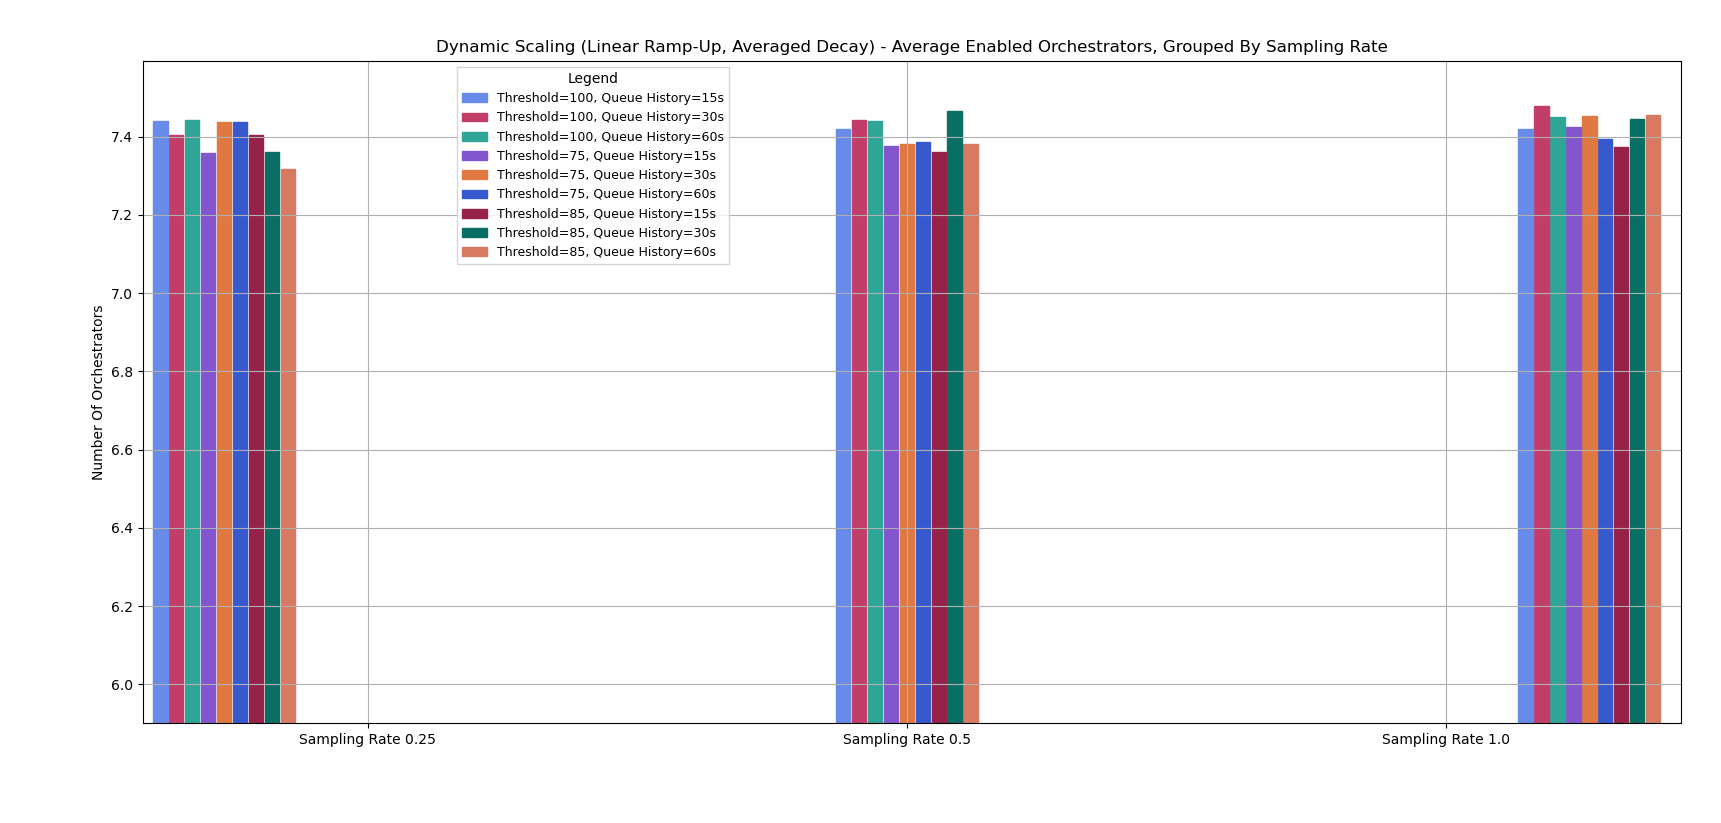 Dynamic Scaling (Linear Ramp-Up, Averaged Decay) - Average Enabled Orchestrators, Grouped By Sampling Rate
Legend
Threshold=100, Queue History=15s
Threshold=100, Queue History=30s
Threshold=100, Queue History=60s
Threshold=75, Queue History=15s
Threshold=75, Queue History=30s
Threshold=75, Queue History=60s
Threshold=85, Queue History=15s
Threshold=85, Queue History=30s
Threshold=85, Queue History=60s
Number Of Orchestrators
7.4
7.2
7.0
6.8
6.6
6.4
6.2
6.0
Sampling Rate 0.25
Sampling Rate 0.5
Sampling Rate 1.0